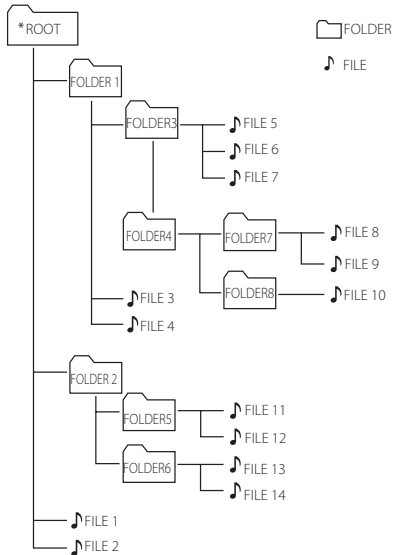 *ROOT
FOLDER
FILE
FOLDER 1
FOLDER3
FILE 5
FILE 6
FILE 7
FOLDER4
FOLDER7
FILE 8
FILE 9
FOLDER8
FILE 10
FILE 3
FILE 4
FOLDER 2
FOLDER5
FILE 11
FILE 12
FOLDER6
FILE 13
FILE 14
FILE 1
FILE 2